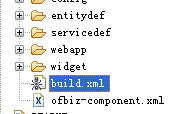 config
entitydef
servicedef
webapp
widget
build.xml
ofbiz-component.xml